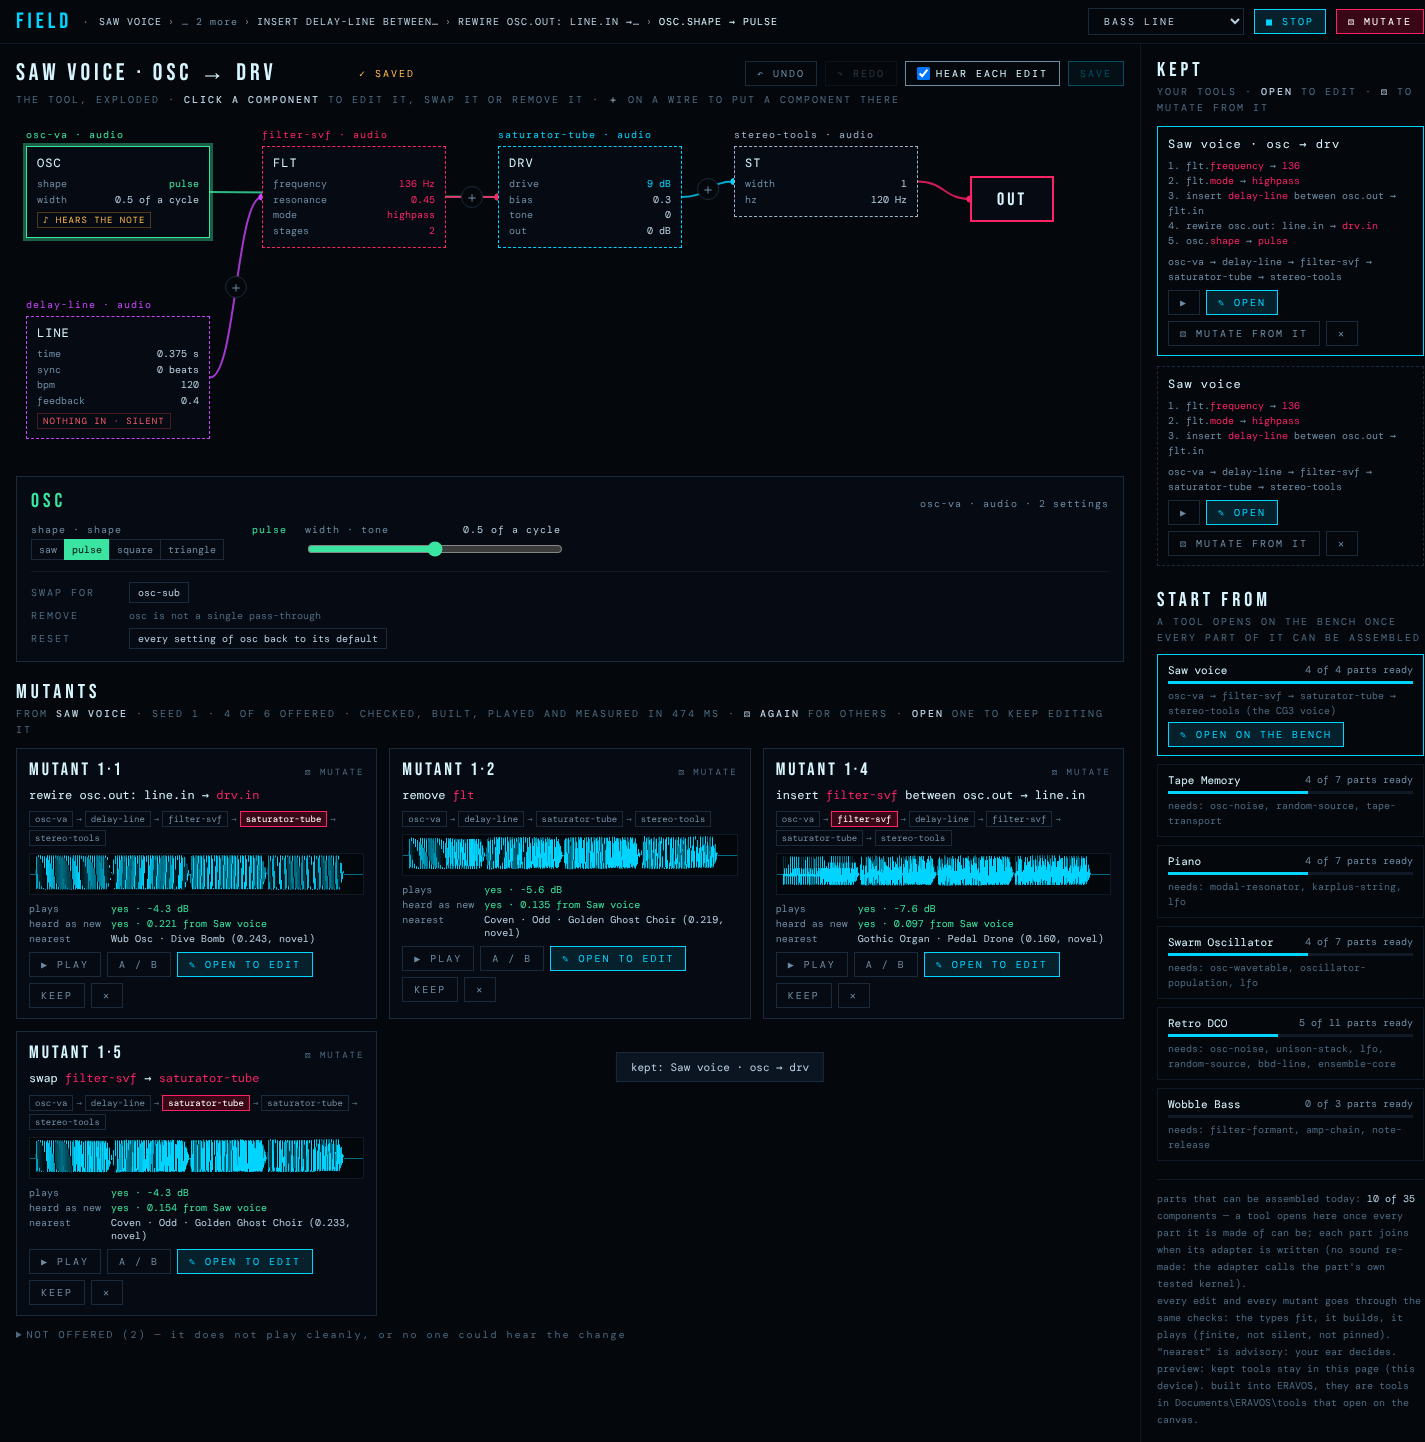 FIELD · SAW VOICE › … 2 more › INSERT DELAY-LINE BETWEEN… › REWIRE OSC.OUT: LINE.IN →… › OSC.SHAPE → PULSE
BASS LINE
■ STOP
⚄ MUTATE
SAW VOICE · OSC → DRV
✓ SAVED
↶ UNDO
↷ REDO
HEAR EACH EDIT
SAVE
THE TOOL, EXPLODED · CLICK A COMPONENT TO EDIT IT, SWAP IT OR REMOVE IT · + ON A WIRE TO PUT A COMPONENT THERE
osc-va · audio
OSC
shape pulse
width 0.5 of a cycle
♪ HEARS THE NOTE
filter-svf · audio
FLT
frequency 136 Hz
resonance 0.45
mode highpass
stages 2
+
saturator-tube · audio
DRV
drive 9 dB
bias 0.3
tone 0
out 0 dB
+
stereo-tools · audio
ST
width 1
hz 120 Hz
OUT
+
delay-line · audio
LINE
time 0.375 s
sync 0 beats
bpm 120
feedback 0.4
NOTHING IN · SILENT
OSC
osc-va · audio · 2 settings
shape · shape pulse
saw pulse square triangle
width · tone 0.5 of a cycle
SWAP FOR osc-sub
REMOVE osc is not a single pass-through
RESET every setting of osc back to its default
MUTANTS
FROM SAW VOICE · SEED 1 · 4 OF 6 OFFERED · CHECKED, BUILT, PLAYED AND MEASURED IN 474 MS · ⚄ AGAIN FOR OTHERS · OPEN ONE TO KEEP EDITING
IT
MUTANT 1·1
⚄ MUTATE
rewire osc.out: line.in → drv.in
osc-va → delay-line → filter-svf → saturator-tube →
stereo-tools
plays yes · -4.3 dB
heard as new yes · 0.221 from Saw voice
nearest Wub Osc · Dive Bomb (0.243, novel)
▶ PLAY
A / B
✎ OPEN TO EDIT
KEEP
×
MUTANT 1·2
⚄ MUTATE
remove flt
osc-va → delay-line → saturator-tube → stereo-tools
plays yes · -5.6 dB
heard as new yes · 0.135 from Saw voice
nearest Coven · Odd · Golden Ghost Choir (0.219,
novel)
▶ PLAY
A / B
✎ OPEN TO EDIT
KEEP
×
MUTANT 1·4
⚄ MUTATE
insert filter-svf between osc.out → line.in
osc-va → filter-svf → delay-line → filter-svf →
saturator-tube → stereo-tools
plays yes · -7.6 dB
heard as new yes · 0.097 from Saw voice
nearest Gothic Organ · Pedal Drone (0.160, novel)
▶ PLAY
A / B
✎ OPEN TO EDIT
KEEP
×
MUTANT 1·5
⚄ MUTATE
swap filter-svf → saturator-tube
osc-va → delay-line → saturator-tube → saturator-tube →
stereo-tools
plays yes · -4.3 dB
heard as new yes · 0.154 from Saw voice
nearest Coven · Odd · Golden Ghost Choir (0.233,
novel)
▶ PLAY
A / B
✎ OPEN TO EDIT
KEEP
×
kept: Saw voice · osc → drv
▶ NOT OFFERED (2) — it does not play cleanly, or no one could hear the change
KEPT
YOUR TOOLS · OPEN TO EDIT · ⚄ TO
MUTATE FROM IT
Saw voice · osc → drv
1. flt.frequency → 136
2. flt.mode → highpass
3. insert delay-line between osc.out →
flt.in
4. rewire osc.out: line.in → drv.in
5. osc.shape → pulse
osc-va → delay-line → filter-svf →
saturator-tube → stereo-tools
▶
✎ OPEN
⚄ MUTATE FROM IT
×
Saw voice
1. flt.frequency → 136
2. flt.mode → highpass
3. insert delay-line between osc.out →
flt.in
osc-va → delay-line → filter-svf →
saturator-tube → stereo-tools
▶
✎ OPEN
⚄ MUTATE FROM IT
×
START FROM
A TOOL OPENS ON THE BENCH ONCE
EVERY PART OF IT CAN BE ASSEMBLED
Saw voice 4 of 4 parts ready
osc-va → filter-svf → saturator-tube →
stereo-tools (the CG3 voice)
✎ OPEN ON THE BENCH
Tape Memory 4 of 7 parts ready
needs: osc-noise, random-source, tape-
transport
Piano 4 of 7 parts ready
needs: modal-resonator, karplus-string,
lfo
Swarm Oscillator 4 of 7 parts ready
needs: osc-wavetable, oscillator-
population, lfo
Retro DCO 5 of 11 parts ready
needs: osc-noise, unison-stack, lfo,
random-source, bbd-line, ensemble-core
Wobble Bass 0 of 3 parts ready
needs: filter-formant, amp-chain, note-
release
parts that can be assembled today: 10 of 35
components — a tool opens here once every
part it is made of can be; each part joins
when its adapter is written (no sound re-
made: the adapter calls the part's own
tested kernel).
every edit and every mutant goes through the
same checks: the types fit, it builds, it
plays (finite, not silent, not pinned).
"nearest" is advisory: your ear decides.
preview: kept tools stay in this page (this
device). built into ERAVOS, they are tools
in Documents\ERAVOS\tools that open on the
canvas.